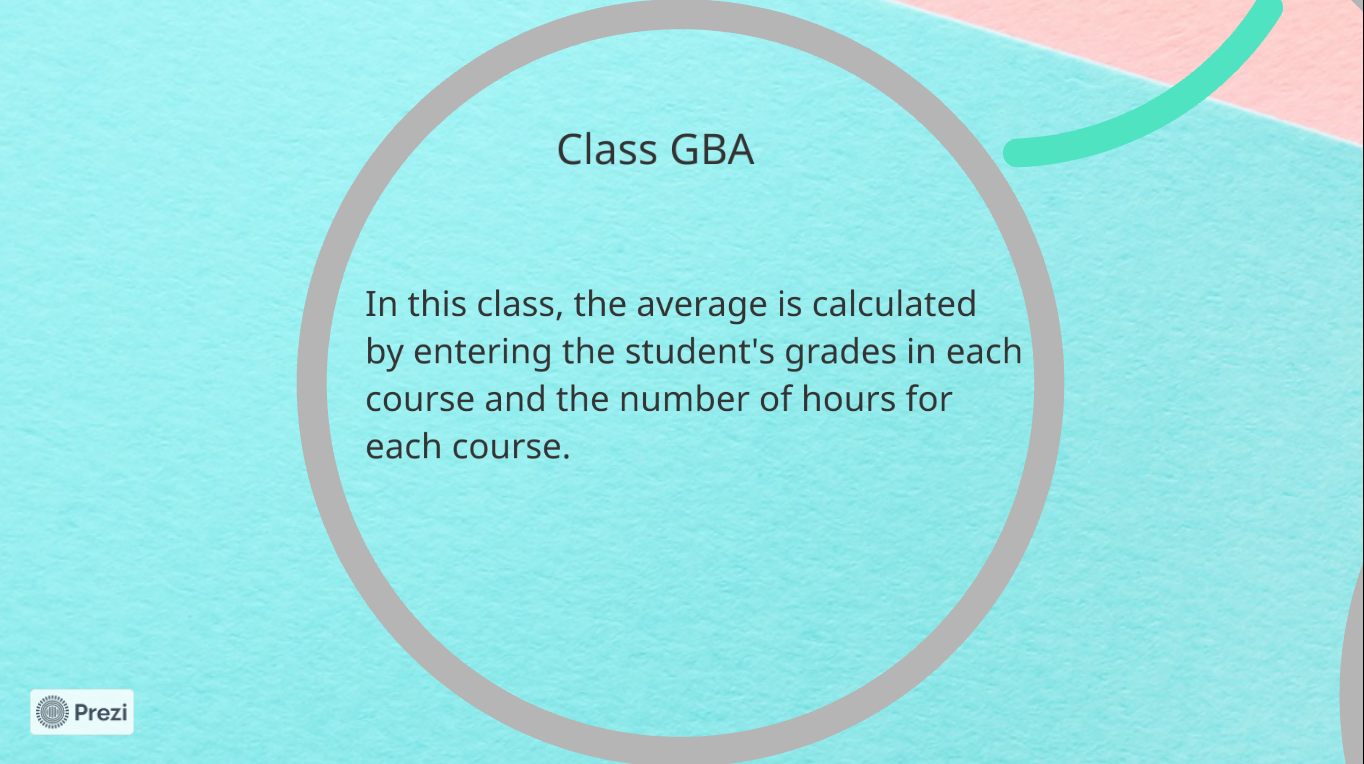 Class GBA
In this class, the average is calculated
by entering the student's grades in each
course and the number of hours for
each course.
Prezi